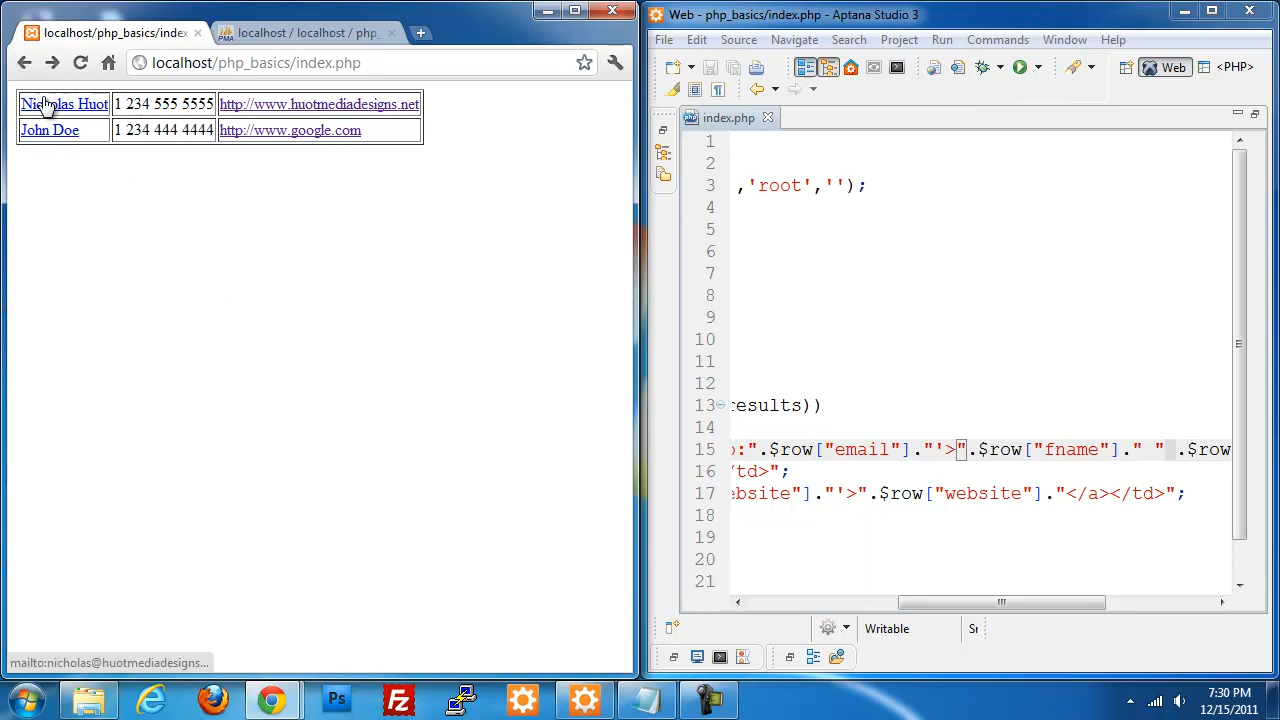 Web - php_basics/index.php - Aptana Studio 3
localhost/php_basics/index
localhost / localhost / php_
File Edit Source Navigate Search Project Run Commands Window Help
localhost/php_basics/index.php
Web
<PHP>
Nicholas Huot 1 234 555 5555 http://www.huotmediadesigns.net
John Doe 1 234 444 4444 http://www.google.com
index.php
1
2
3 ,'root','');
4
5
6
7
8
9
10
11
12
13 results))
14
15 o:".$row["email"]."'>".$row["fname"]." " .$row
16 /td>";
17 ebsite"]."'>".$row["website"]."</a></td>";
18
19
20
21
Writable
mailto:nicholas@huotmediadesigns...
Ps
Fz
7:30 PM
12/15/2011